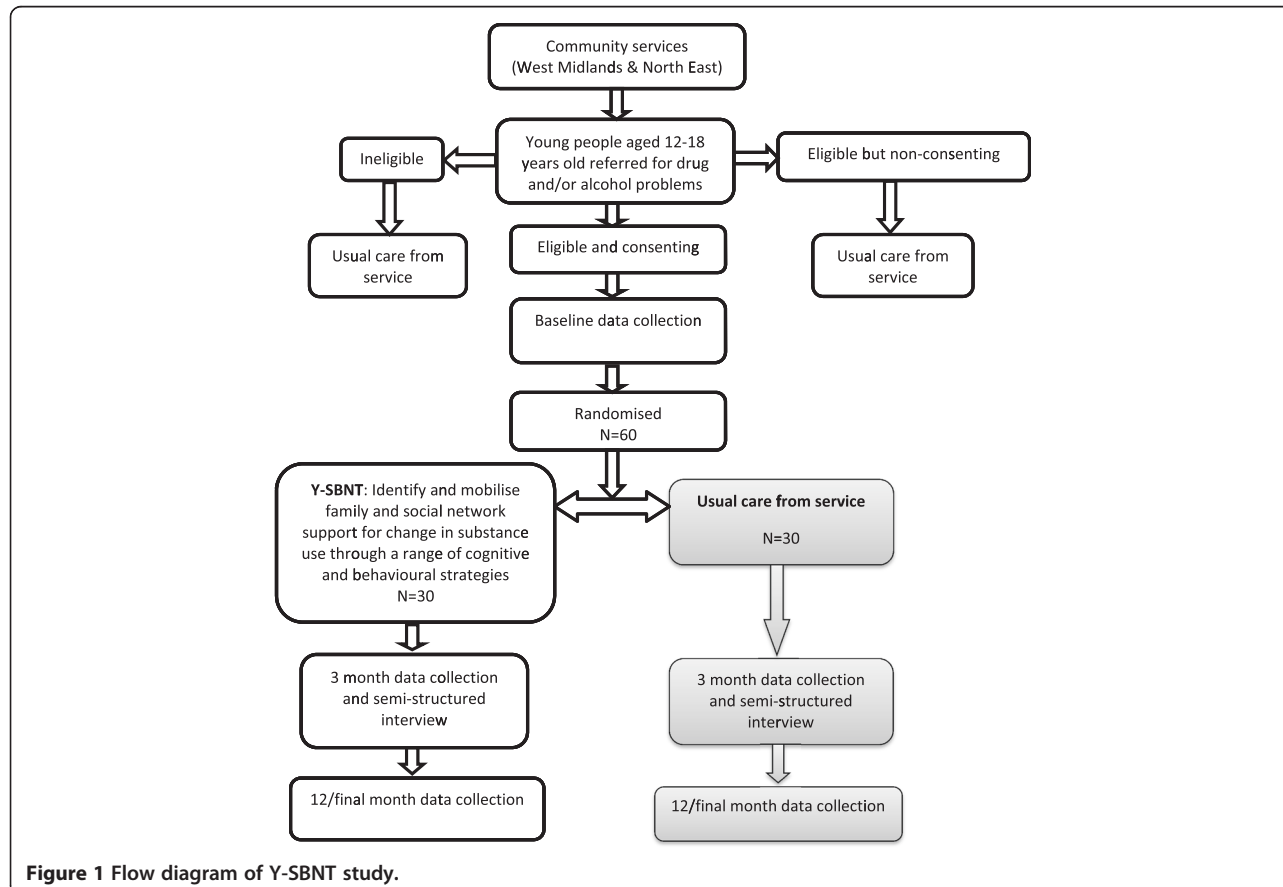 Community services
(West Midlands & North East)
Young people aged 12-18
years old referred for drug
and/or alcohol problems
Ineligible
Eligible but non-consenting
Usual care from
service
Eligible and consenting
Usual care from
service
Baseline data collection
Randomised
N=60
Y-SBNT: Identify and mobilise
family and social network
support for change in substance
use through a range of cognitive
and behavioural strategies
N=30
Usual care from service
N=30
3 month data collection
and semi-structured
interview
3 month data collection
and semi-structured
interview
12/final month data collection
12/final month data collection
Figure 1 Flow diagram of Y-SBNT study.